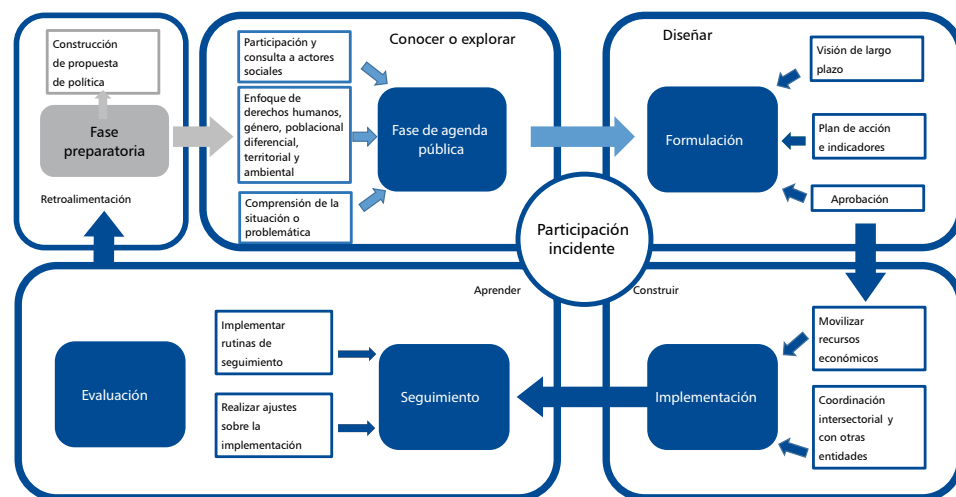 Construcción
de propuesta
de política
Fase
preparatoria
Retroalimentación
Conocer o explorar
Participación y
consulta a actores
sociales
Enfoque de
derechos humanos,
género, poblacional
diferencial,
territorial y
ambiental
Comprensión de la
situación o
problemática
Fase de agenda
pública
Diseñar
Formulación
Visión de largo
plazo
Plan de acción
e indicadores
Aprobación
Participación
incidente
Aprender
Evaluación
Implementar
rutinas de
seguimiento
Realizar ajustes
sobre la
implementación
Seguimiento
Construir
Implementación
Movilizar
recursos
económicos
Coordinación
intersectorial y
con otras
entidades